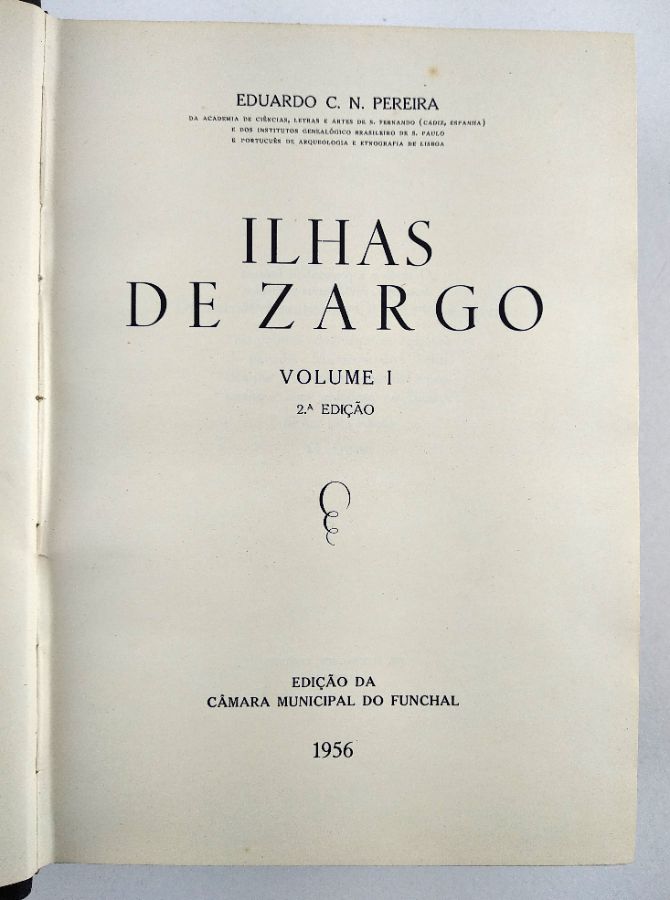 EDUARDO C. N. PEREIRA
DA ACADEMIA DE CIÊNCIAS, LETRAS E ARTES DE S. FERNANDO (CADIZ, ESPANHA)
E DOS INSTITUTOS GENEALÓGICO BRASILEIRO DE S. PAULO
E PORTUGUÊS DE ARQUEOLOGIA E ETNOGRAFIA DE LISBOA
ILHAS
DE ZARGO
VOLUME I
2.ª EDIÇÃO
EDIÇÃO DA
CÂMARA MUNICIPAL DO FUNCHAL
1956